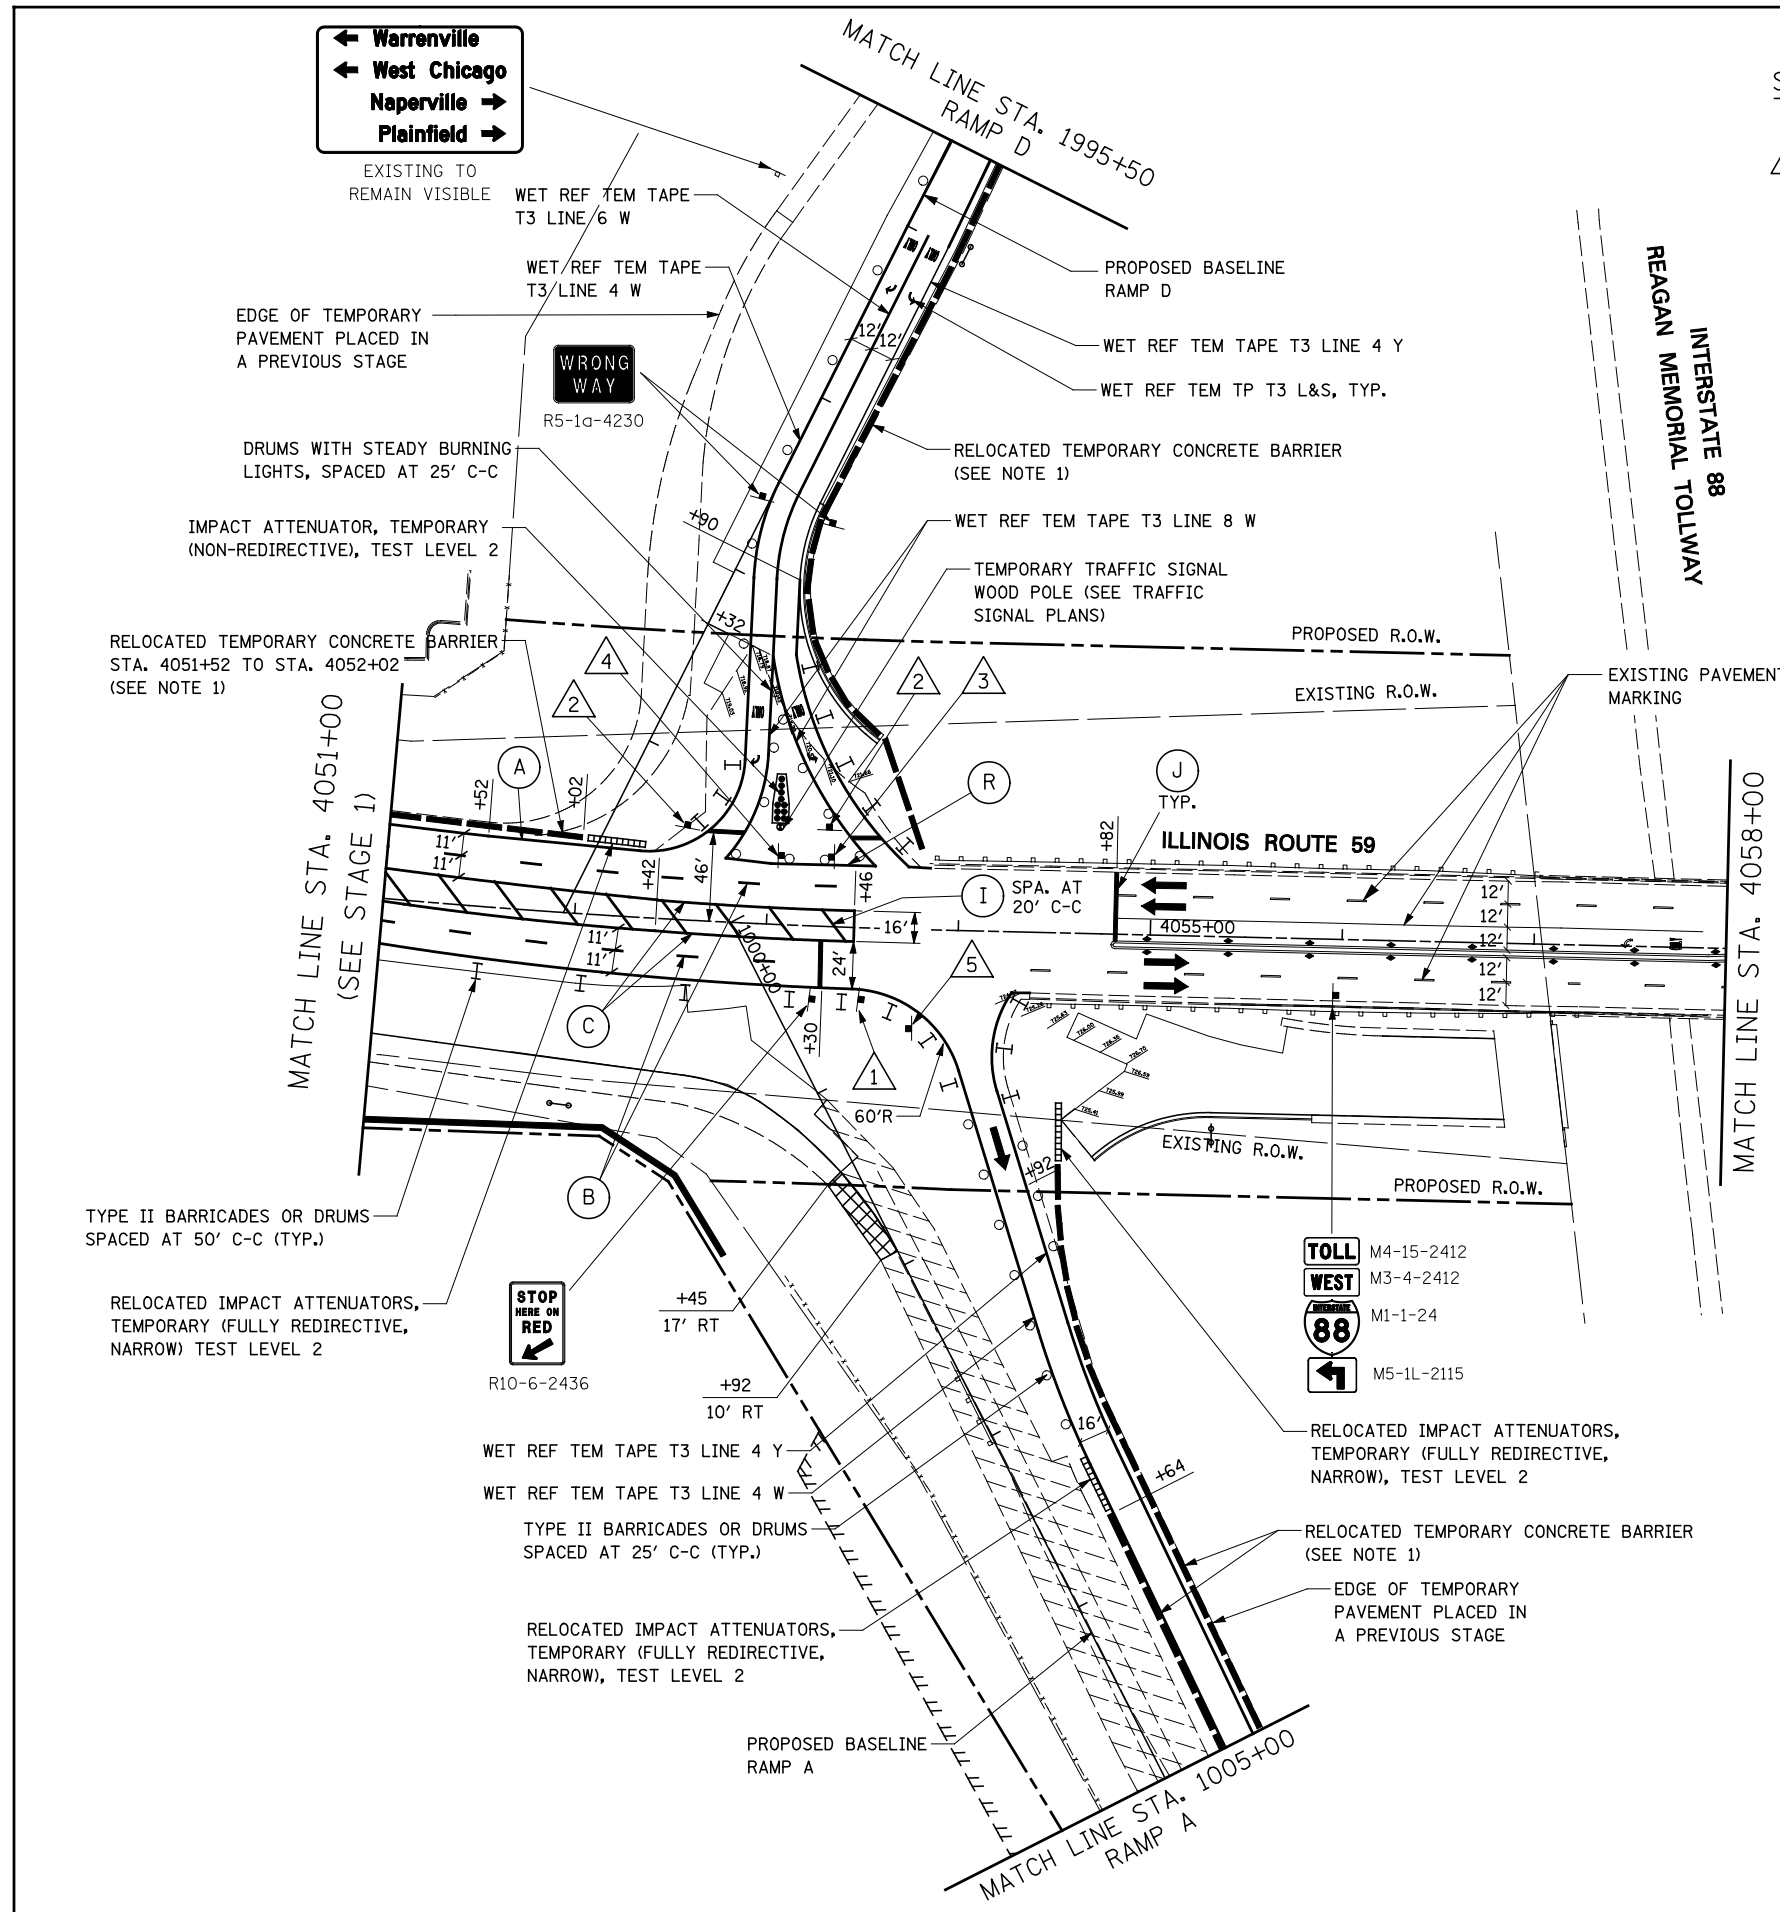 Warrenville
West Chicago
Naperville
Plainfield
EXISTING TO
REMAIN VISIBLE
MATCH LINE STA. 1995+50
RAMP D
WET REF TEM TAPE
T3 LINE 6 W
WET REF TEM TAPE
T3 LINE 4 W
EDGE OF TEMPORARY
PAVEMENT PLACED IN
A PREVIOUS STAGE
WRONG
WAY
R5-1a-4230
DRUMS WITH STEADY BURNING
LIGHTS, SPACED AT 25' C-C
IMPACT ATTENUATOR, TEMPORARY
(NON-REDIRECTIVE), TEST LEVEL 2
RELOCATED TEMPORARY CONCRETE BARRIER
STA. 4051+52 TO STA. 4052+02
(SEE NOTE 1)
PROPOSED BASELINE
RAMP D
12'
12'
WET REF TEM TAPE T3 LINE 4 Y
WET REF TEM TP T3 L&S, TYP.
RELOCATED TEMPORARY CONCRETE BARRIER
(SEE NOTE 1)
WET REF TEM TAPE T3 LINE 8 W
TEMPORARY TRAFFIC SIGNAL
WOOD POLE (SEE TRAFFIC
SIGNAL PLANS)
INTERSTATE 88
REAGAN MEMORIAL TOLLWAY
PROPOSED R.O.W.
EXISTING R.O.W.
EXISTING PAVEMENT
MARKING
+90
+32
4
2
2
3
MATCH LINE STA. 4051+00
(SEE STAGE 1)
A
+52
+02
R
J
TYP.
+82
ILLINOIS ROUTE 59
MATCH LINE STA. 4058+00
11'
11'
+42
46'
+46
I
SPA. AT
20' C-C
16'
4055+00
12'
12'
12'
12'
12'
11'
11'
1000+00
24'
5
C
+30
1
60'R
B
+92
EXISTING R.O.W.
PROPOSED R.O.W.
TYPE II BARRICADES OR DRUMS
SPACED AT 50' C-C (TYP.)
RELOCATED IMPACT ATTENUATORS,
TEMPORARY (FULLY REDIRECTIVE,
NARROW) TEST LEVEL 2
STOP
HERE ON
RED
R10-6-2436
+45
17' RT
+92
10' RT
TOLL
M4-15-2412
WEST
M3-4-2412
INTERSTATE
88
M1-1-24
M5-1L-2115
WET REF TEM TAPE T3 LINE 4 Y
WET REF TEM TAPE T3 LINE 4 W
TYPE II BARRICADES OR DRUMS
SPACED AT 25' C-C (TYP.)
16'
+64
RELOCATED IMPACT ATTENUATORS,
TEMPORARY (FULLY REDIRECTIVE,
NARROW), TEST LEVEL 2
RELOCATED TEMPORARY CONCRETE BARRIER
(SEE NOTE 1)
EDGE OF TEMPORARY
PAVEMENT PLACED IN
A PREVIOUS STAGE
RELOCATED IMPACT ATTENUATORS,
TEMPORARY (FULLY REDIRECTIVE,
NARROW), TEST LEVEL 2
PROPOSED BASELINE
RAMP A
MATCH LINE STA. 1005+00
RAMP A